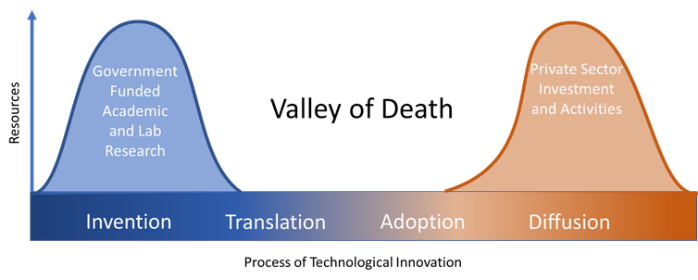 Resources
Government
Funded
Academic
and Lab
Research
Valley of Death
Private Sector
Investment
and Activities
Invention
Translation
Adoption
Diffusion
Process of Technological Innovation